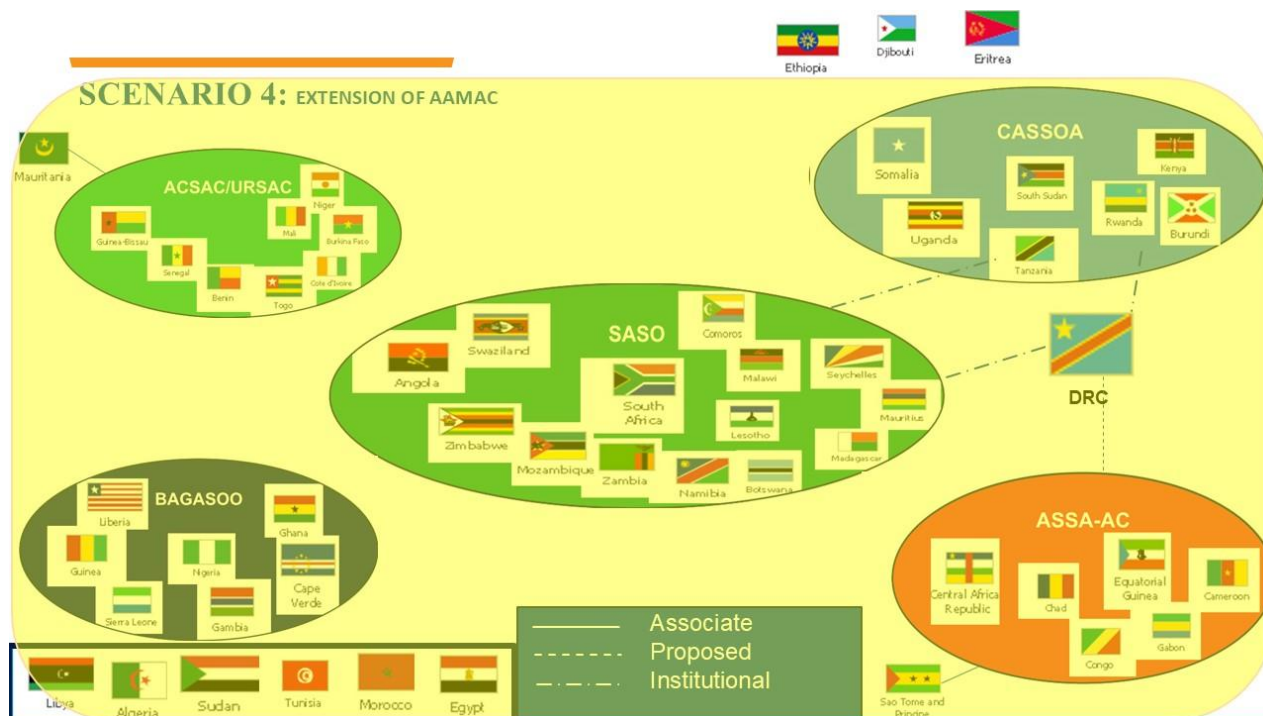 Ethiopia
Djibouti
Eritrea
SCENARIO 4: EXTENSION OF AAMAC
Mauritania
ACSAC/URSAC
Niger
Guinea-Bissau
Mali
Burkina Faso
Senegal
Benin
Togo
Cote d'Ivoire
CASSOA
Somalia
South Sudan
Kenya
Uganda
Rwanda
Burundi
Tanzania
SASO
Swaziland
Comoros
Angola
South
Africa
Malawi
Seychelles
Mauritius
Zimbabwe
Lesotho
Mozambique
Madagascar
Zambia
Namibia
Botswana
DRC
BAGASOO
Liberia
Ghana
Guinea
Nigeria
Cape
Verde
Sierra Leone
Gambia
ASSA-AC
Central Africa
Republic
Chad
Equatorial
Guinea
Cameroon
Congo
Gabon
Sao Tome and
Principe
Associate
Proposed
Institutional
Libya
Algeria
Sudan
Tunisia
Morocco
Egypt